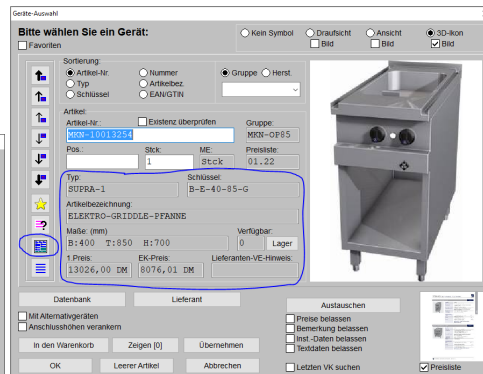 Geräte-Auswahl
Bitte wählen Sie ein Gerät:
Favoriten
Kein Symbol
Draufsicht
Ansicht
3D-Ikon
Bild
Bild
Bild
Sortierung:
Artikel-Nr.
Nummer
Typ
Artikelbez.
Schlüssel
EAN/GTIN
Gruppe
Herst.
Artikel:
Artikel-Nr.:
Existenz überprüfen
Gruppe:
MKN-10013254
MKN-OP85
Pos.:
Stck:
ME:
Preisliste:
1
Stck
01.22
Typ:
Schlüssel:
SUPRA-1
B-E-40-85-G
Artikelbezeichnung:
ELEKTRO-GRIDDLE-PFANNE
Maße: (mm)
Verfügbar:
B:400 T:850 H:700
0
Lager
1.Preis:
EK-Preis:
Lieferanten-VE-Hinweis:
13026,00 DM
8076,01 DM
Datenbank
Lieferant
Mit Alternativgeräten
Anschlusshöhen verankern
In den Warenkorb
Zeigen [0]
Übernehmen
OK
Leerer Artikel
Abbrechen
Austauschen
Preise belassen
Bemerkung belassen
Inst.-Daten belassen
Textdaten belassen
Letzten VK suchen
Preisliste